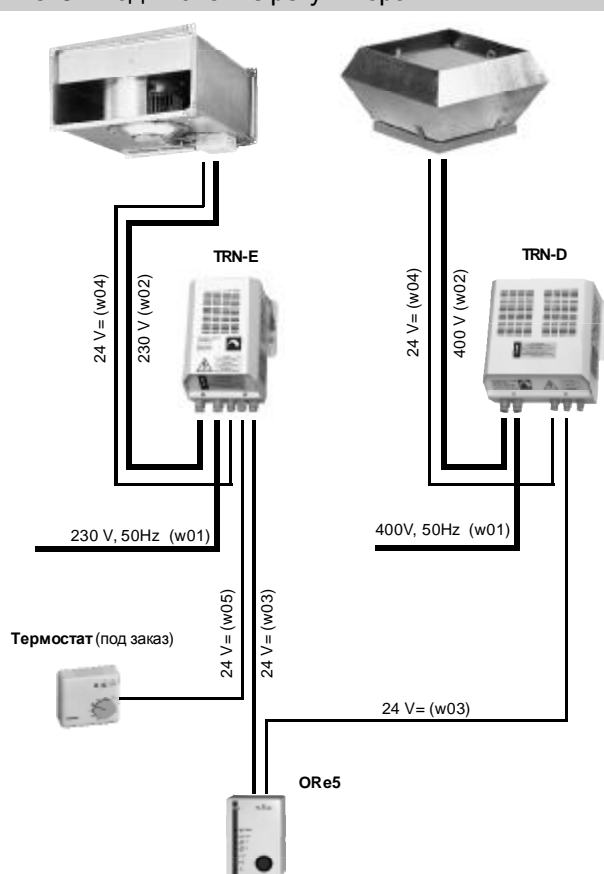 TRN-E
TRN-D
24 V= (w04)
230 V (w02)
24 V= (w04)
400 V (w02)
230 V, 50Hz (w01)
400V, 50Hz (w01)
24 V= (w05)
24 V= (w03)
Термостат (под заказ)
24 V= (w03)
ORe5